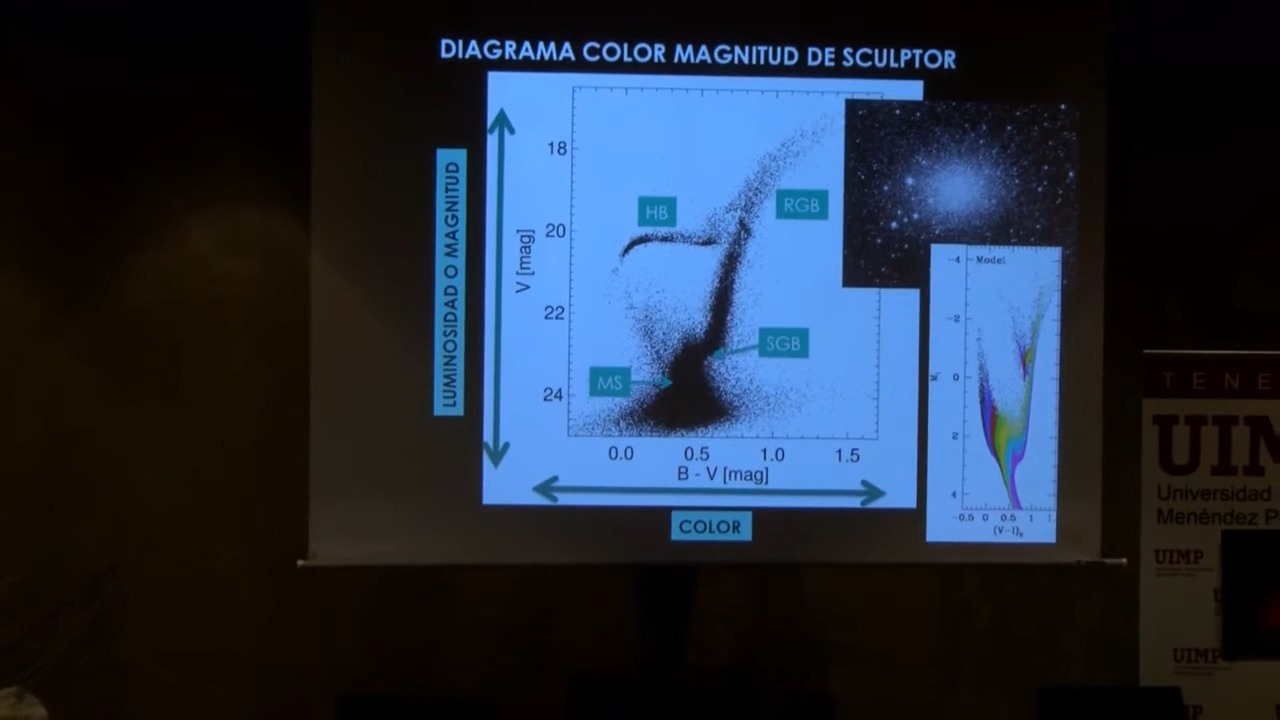 DIAGRAMA COLOR MAGNITUD DE SCULPTOR
LUMINOSIDAD O MAGNITUD
V [mag]
18
20
22
24
HB
RGB
SGB
MS
0.0 0.5 1.0 1.5
B - V [mag]
COLOR
Model
-4
-2
0
2
4
-0.5 0 0.5 1
TENE
UIM
Universidad
Menéndez P
UIMP
UIMP